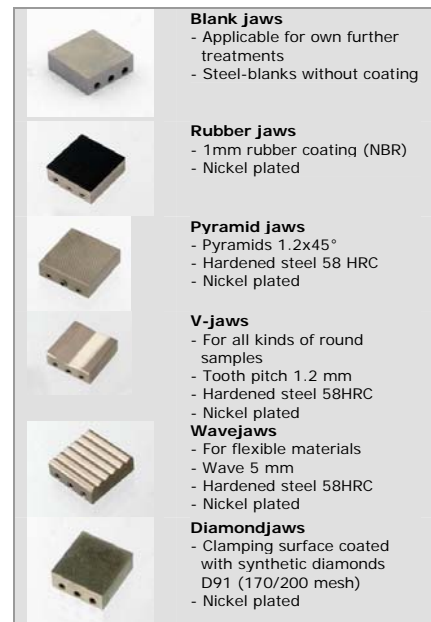 Blank jaws
- Applicable for own further
treatments
- Steel-blanks without coating
Rubber jaws
- 1mm rubber coating (NBR)
- Nickel plated
Pyramid jaws
- Pyramids 1.2x45°
- Hardened steel 58 HRC
- Nickel plated
V-jaws
- For all kinds of round
samples
- Tooth pitch 1.2 mm
- Hardened steel 58HRC
- Nickel plated
Wavejaws
- For flexible materials
- Wave 5 mm
- Hardened steel 58HRC
- Nickel plated
Diamondjaws
- Clamping surface coated
with synthetic diamonds
D91 (170/200 mesh)
- Nickel plated